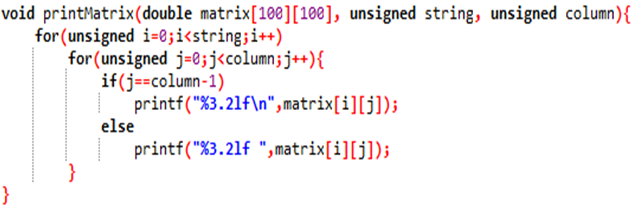 void printMatrix(double matrix[100][100], unsigned string, unsigned column){
    for(unsigned i=0;i<string;i++)
        for(unsigned j=0;j<column;j++){
            if(j==column-1)
                printf("%3.2lf\n",matrix[i][j]);
            else
                printf("%3.2lf ",matrix[i][j]);
        }
}